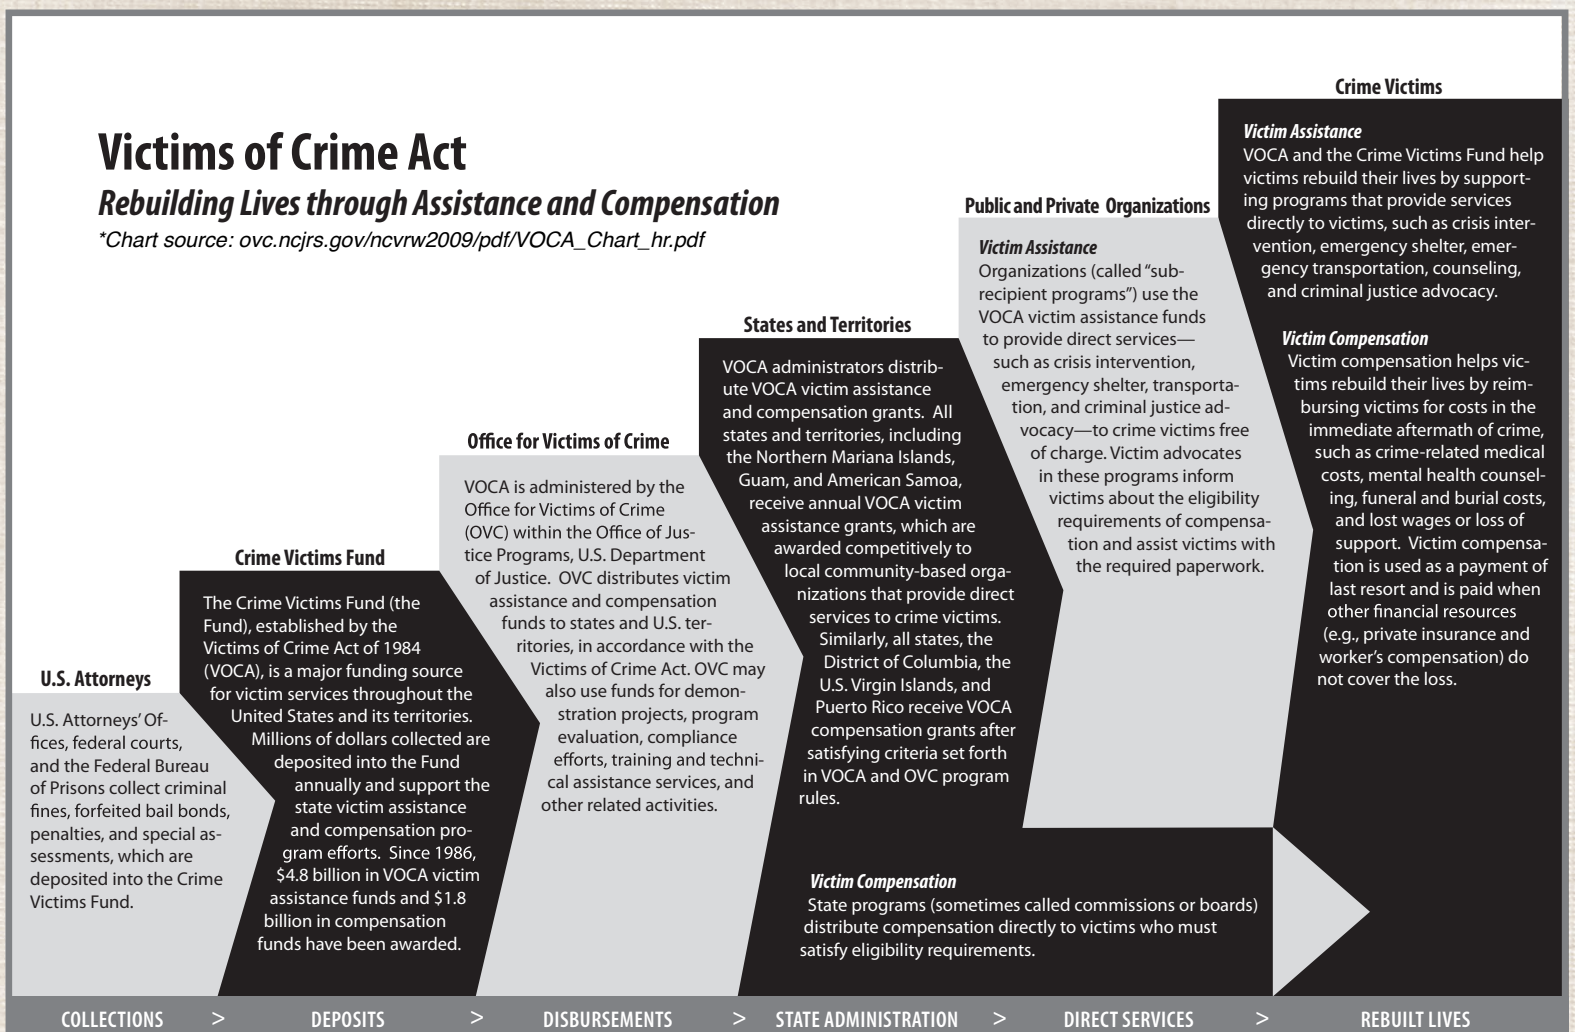 Victims of Crime Act
Rebuilding Lives through Assistance and Compensation
*Chart source: ovc.ncjrs.gov/ncvrw2009/pdf/VOCA_Chart_hr.pdf
U.S. Attorneys
U.S. Attorneys’ Of-
fices, federal courts,
and the Federal Bureau
of Prisons collect criminal
fines, forfeited bail bonds,
penalties, and special as-
sessments, which are
deposited into the Crime
Victims Fund.
Crime Victims Fund
The Crime Victims Fund (the
Fund), established by the
Victims of Crime Act of 1984
(VOCA), is a major funding source
for victim services throughout the
United States and its territories.
Millions of dollars collected are
deposited into the Fund
annually and support the
state victim assistance
and compensation pro-
gram efforts. Since 1986,
$4.8 billion in VOCA victim
assistance funds and $1.8
billion in compensation
funds have been awarded.
Office for Victims of Crime
VOCA is administered by the
Office for Victims of Crime
(OVC) within the Office of Jus-
tice Programs, U.S. Department
of Justice. OVC distributes victim
assistance and compensation
funds to states and U.S. ter-
ritories, in accordance with the
Victims of Crime Act. OVC may
also use funds for demon-
stration projects, program
evaluation, compliance
efforts, training and techni-
cal assistance services, and
other related activities.
States and Territories
VOCA administrators distrib-
ute VOCA victim assistance
and compensation grants. All
states and territories, including
the Northern Mariana Islands,
Guam, and American Samoa,
receive annual VOCA victim
assistance grants, which are
awarded competitively to
local community-based orga-
nizations that provide direct
services to crime victims.
Similarly, all states, the
District of Columbia, the
U.S. Virgin Islands, and
Puerto Rico receive VOCA
compensation grants after
satisfying criteria set forth
in VOCA and OVC program
rules.
Victim Compensation
State programs (sometimes called commissions or boards)
distribute compensation directly to victims who must
satisfy eligibility requirements.
Public and Private Organizations
Victim Assistance
Organizations (called “sub-
recipient programs”) use the
VOCA victim assistance funds
to provide direct services—
such as crisis intervention,
emergency shelter, transporta-
tion, and criminal justice ad-
vocacy—to crime victims free
of charge. Victim advocates
in these programs inform
victims about the eligibility
requirements of compensa-
tion and assist victims with
the required paperwork.
Crime Victims
Victim Assistance
VOCA and the Crime Victims Fund help
victims rebuild their lives by support-
ing programs that provide services
directly to victims, such as crisis inter-
vention, emergency shelter, emer-
gency transportation, counseling,
and criminal justice advocacy.
Victim Compensation
Victim compensation helps vic-
tims rebuild their lives by reim-
bursing victims for costs in the
immediate aftermath of crime,
such as crime-related medical
costs, mental health counsel-
ing, funeral and burial costs,
and lost wages or loss of
support. Victim compensa-
tion is used as a payment of
last resort and is paid when
other financial resources
(e.g., private insurance and
worker’s compensation) do
not cover the loss.
COLLECTIONS > DEPOSITS > DISBURSEMENTS > STATE ADMINISTRATION > DIRECT SERVICES > REBUILT LIVES